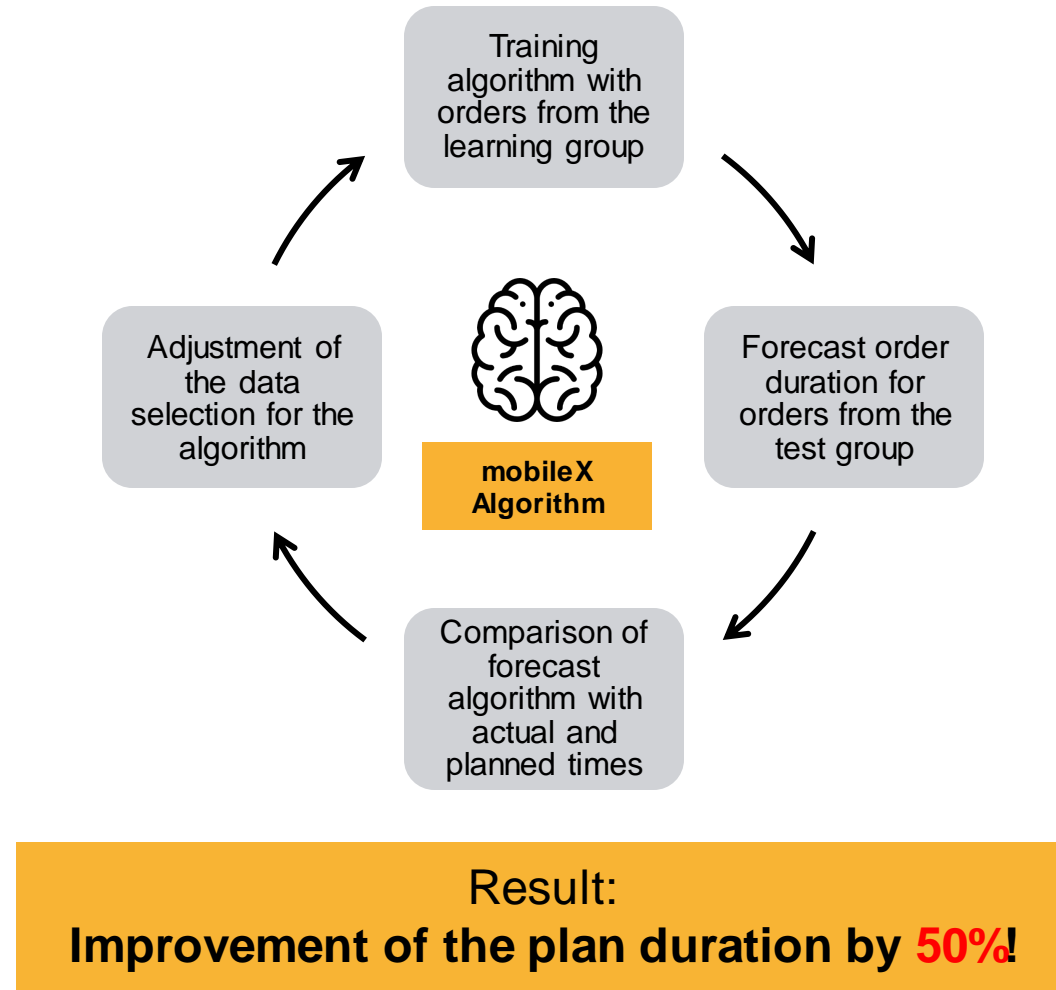 Training
algorithm with
orders from the
learning group
Forecast order
duration for
orders from the
test group
Comparison of
forecast
algorithm with
actual and
planned times
Adjustment of
the data
selection for the
algorithm
mobileX
Algorithm
Result:
Improvement of the plan duration by 50%!